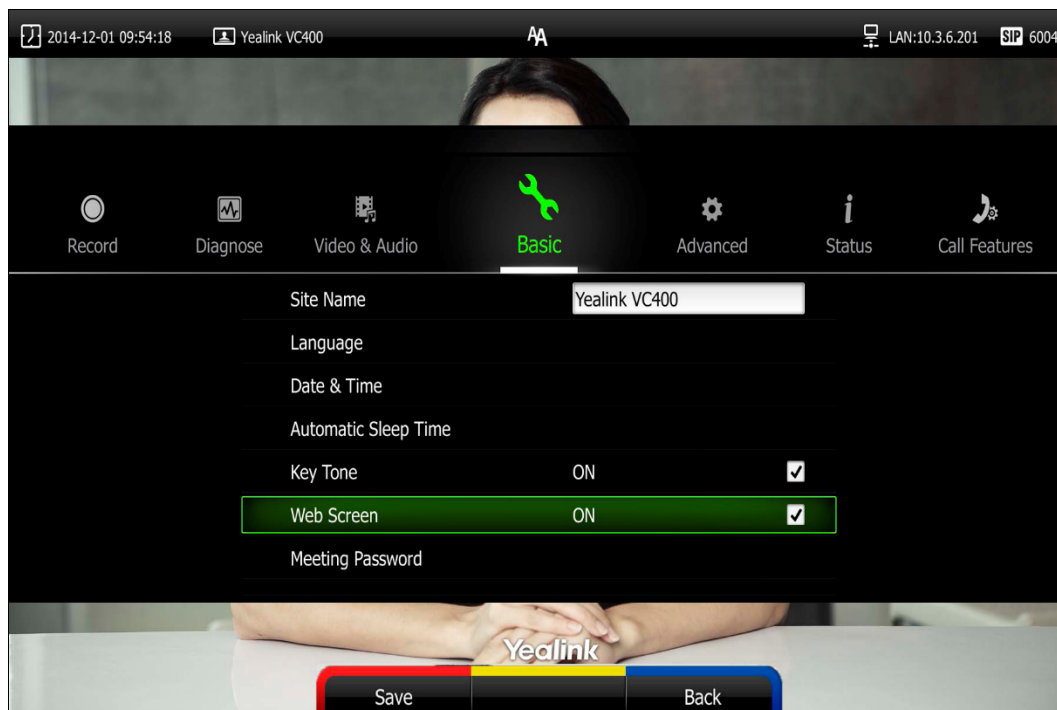 2014-12-01 09:54:18 Yealink VC400 AA LAN:10.3.6.201 SIP 6004
Record Diagnose Video & Audio Basic Advanced Status Call Features
Site Name Yealink VC400
Language
Date & Time
Automatic Sleep Time
Key Tone ON
Web Screen ON
Meeting Password
Yealink
Save Back